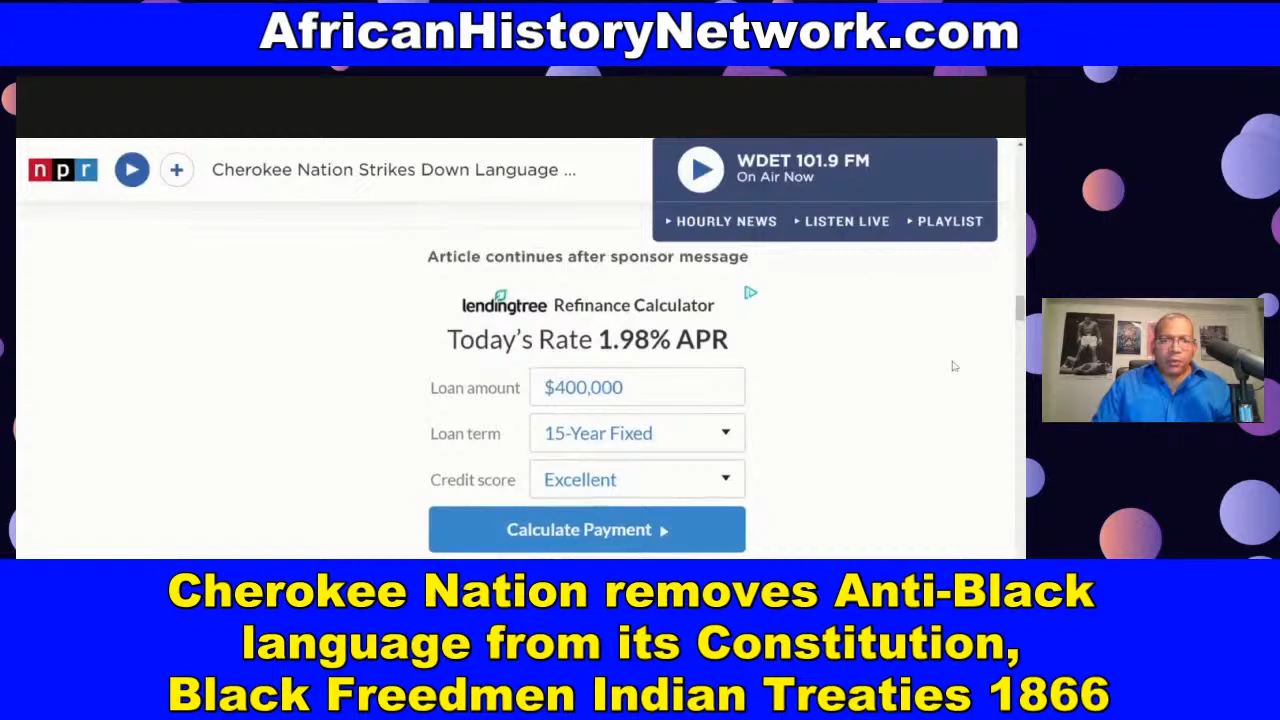 AfricanHistoryNetwork.com
npr
Cherokee Nation Strikes Down Language ...
WDET 101.9 FM
On Air Now
HOURLY NEWS
LISTEN LIVE
PLAYLIST
Article continues after sponsor message
lendingtree Refinance Calculator
Today's Rate 1.98% APR
Loan amount $400,000
Loan term 15-Year Fixed
Credit score Excellent
Calculate Payment
Cherokee Nation removes Anti-Black
language from its Constitution,
Black Freedmen Indian Treaties 1866